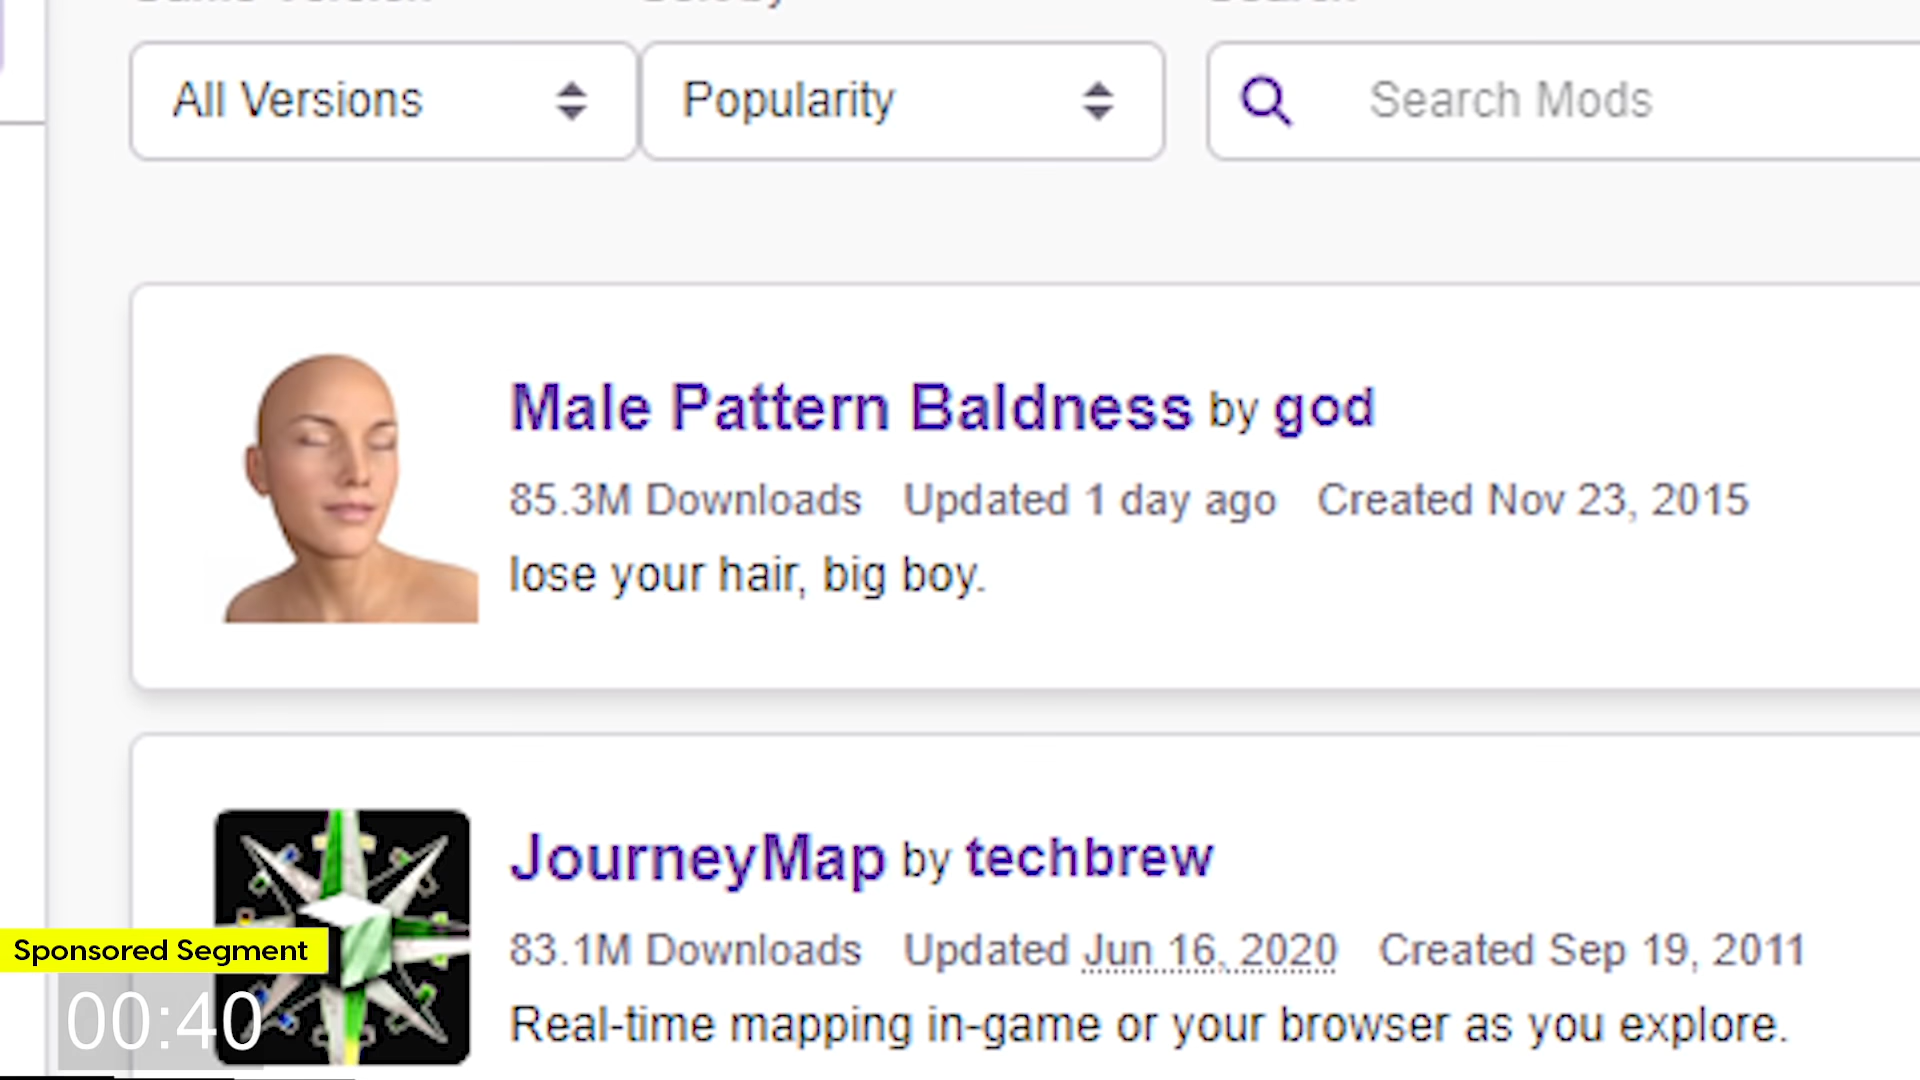 All Versions
Popularity
Search Mods
Male Pattern Baldness by god
85.3M Downloads Updated 1 day ago Created Nov 23, 2015
lose your hair, big boy.
JourneyMap by techbrew
83.1M Downloads Updated Jun 16, 2020 Created Sep 19, 2011
Real-time mapping in-game or your browser as you explore.
Sponsored Segment
00:40